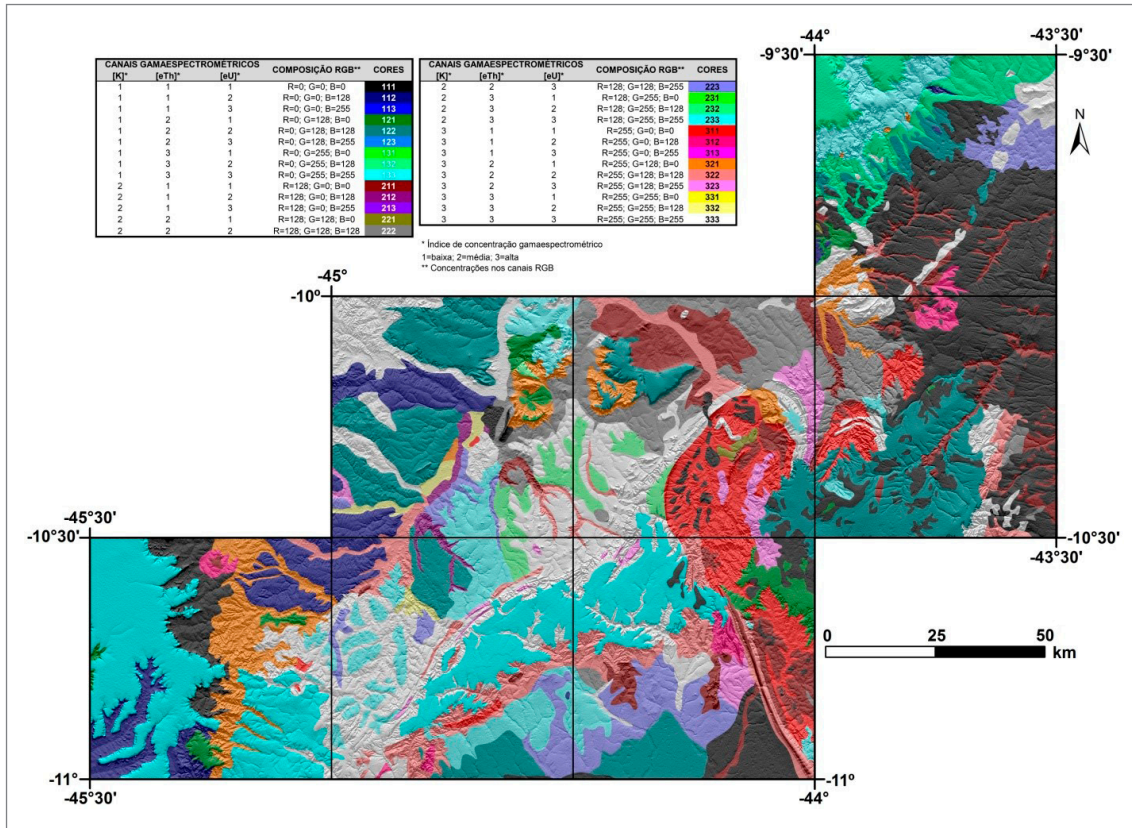 CANAIS GAMAESPECTROMÉTRICOS COMPOSIÇÃO RGB** CORES
[K]* [eTh]* [eU]*
1 1 1 R=0; G=0; B=0 111
1 1 2 R=0; G=0; B=128 112
1 1 3 R=0; G=0; B=255 113
1 2 1 R=0; G=128; B=0 121
1 2 2 R=0; G=128; B=128 122
1 2 3 R=0; G=128; B=255 123
1 3 1 R=0; G=255; B=0 131
1 3 2 R=0; G=255; B=128 132
1 3 3 R=0; G=255; B=255 133
2 1 1 R=128; G=0; B=0 211
2 1 2 R=128; G=0; B=128 212
2 1 3 R=128; G=0; B=255 213
2 2 1 R=128; G=128; B=0 221
2 2 2 R=128; G=128; B=128 222
CANAIS GAMAESPECTROMÉTRICOS COMPOSIÇÃO RGB** CORES
[K]* [eTh]* [eU]*
2 2 3 R=128; G=128; B=255 223
2 3 1 R=128; G=255; B=0 231
2 3 2 R=128; G=255; B=128 232
2 3 3 R=128; G=255; B=255 233
3 1 1 R=255; G=0; B=0 311
3 1 2 R=255; G=0; B=128 312
3 1 3 R=255; G=0; B=255 313
3 2 1 R=255; G=128; B=0 321
3 2 2 R=255; G=128; B=128 322
3 2 3 R=255; G=128; B=255 323
3 3 1 R=255; G=255; B=0 331
3 3 2 R=255; G=255; B=128 332
3 3 3 R=255; G=255; B=255 333
* Índice de concentração gamaespectrométrico
1=baixa; 2=média; 3=alta
** Concentrações nos canais RGB
-44° -43°30'
-9°30' -9°30'
N
-45°
-10°
-45°30'
-10°30' -10°30'
-43°30'
0 25 50
km
-11° -11°
-45°30' -44°